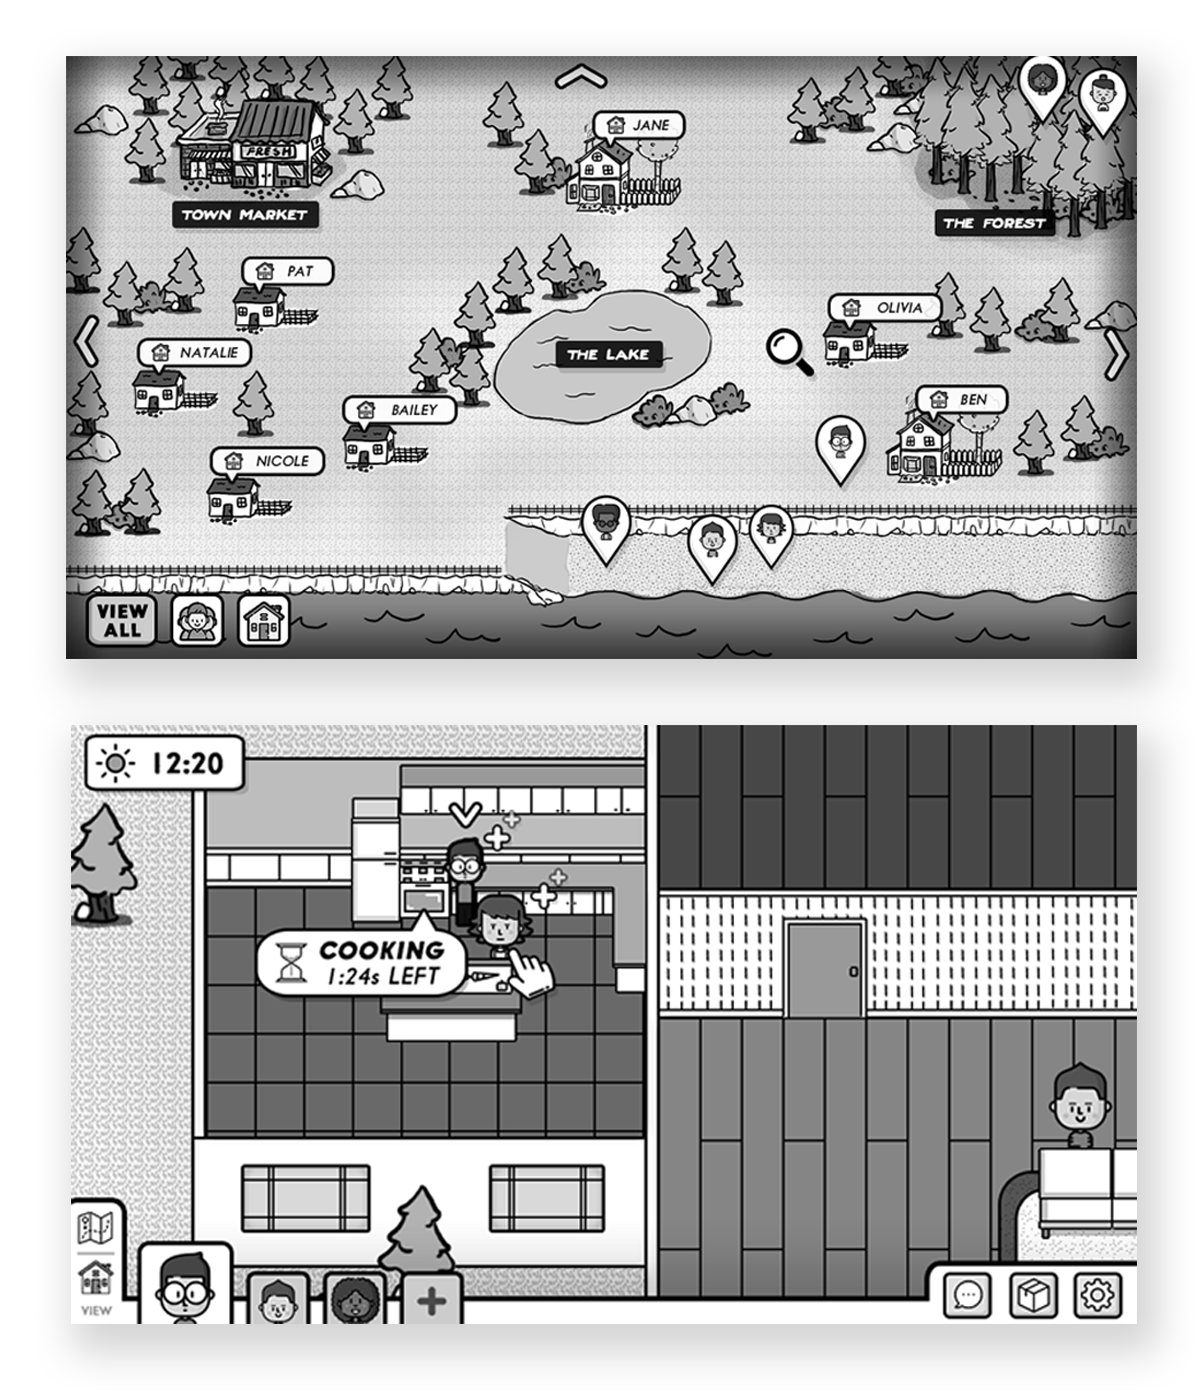 JANE
FRESH
TOWN MARKET
THE FOREST
PAT
OLIVIA
NATALIE
THE LAKE
BAILEY
BEN
NICOLE
VIEW
ALL
12:20
COOKING
1:24s LEFT
VIEW